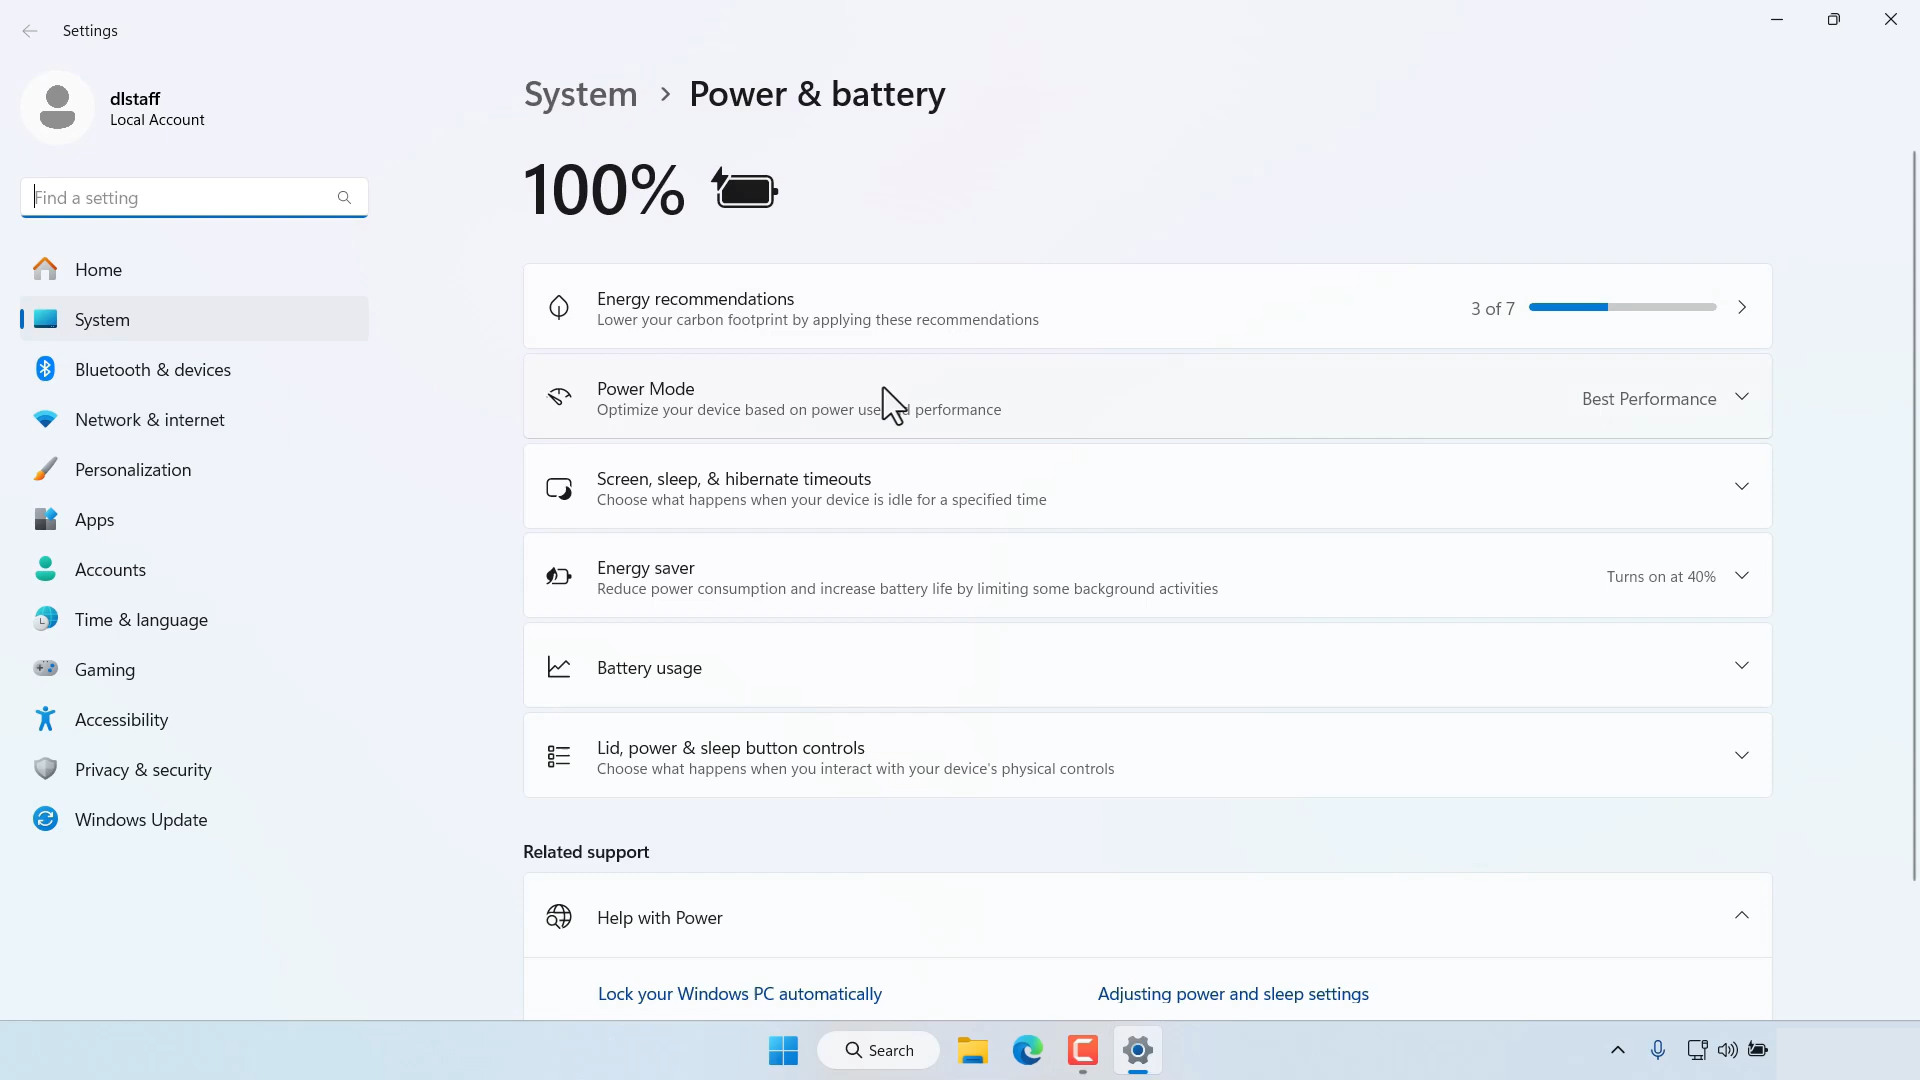 Settings
dlstaff
Local Account
Find a setting
Home
System
Bluetooth & devices
Network & internet
Personalization
Apps
Accounts
Time & language
Gaming
Accessibility
Privacy & security
Windows Update
System > Power & battery
100%
Energy recommendations
Lower your carbon footprint by applying these recommendations
3 of 7
Power Mode
Optimize your device based on power use performance
Best Performance
Screen, sleep, & hibernate timeouts
Choose what happens when your device is idle for a specified time
Energy saver
Reduce power consumption and increase battery life by limiting some background activities
Turns on at 40%
Battery usage
Lid, power & sleep button controls
Choose what happens when you interact with your device's physical controls
Related support
Help with Power
Lock your Windows PC automatically
Adjusting power and sleep settings
Search